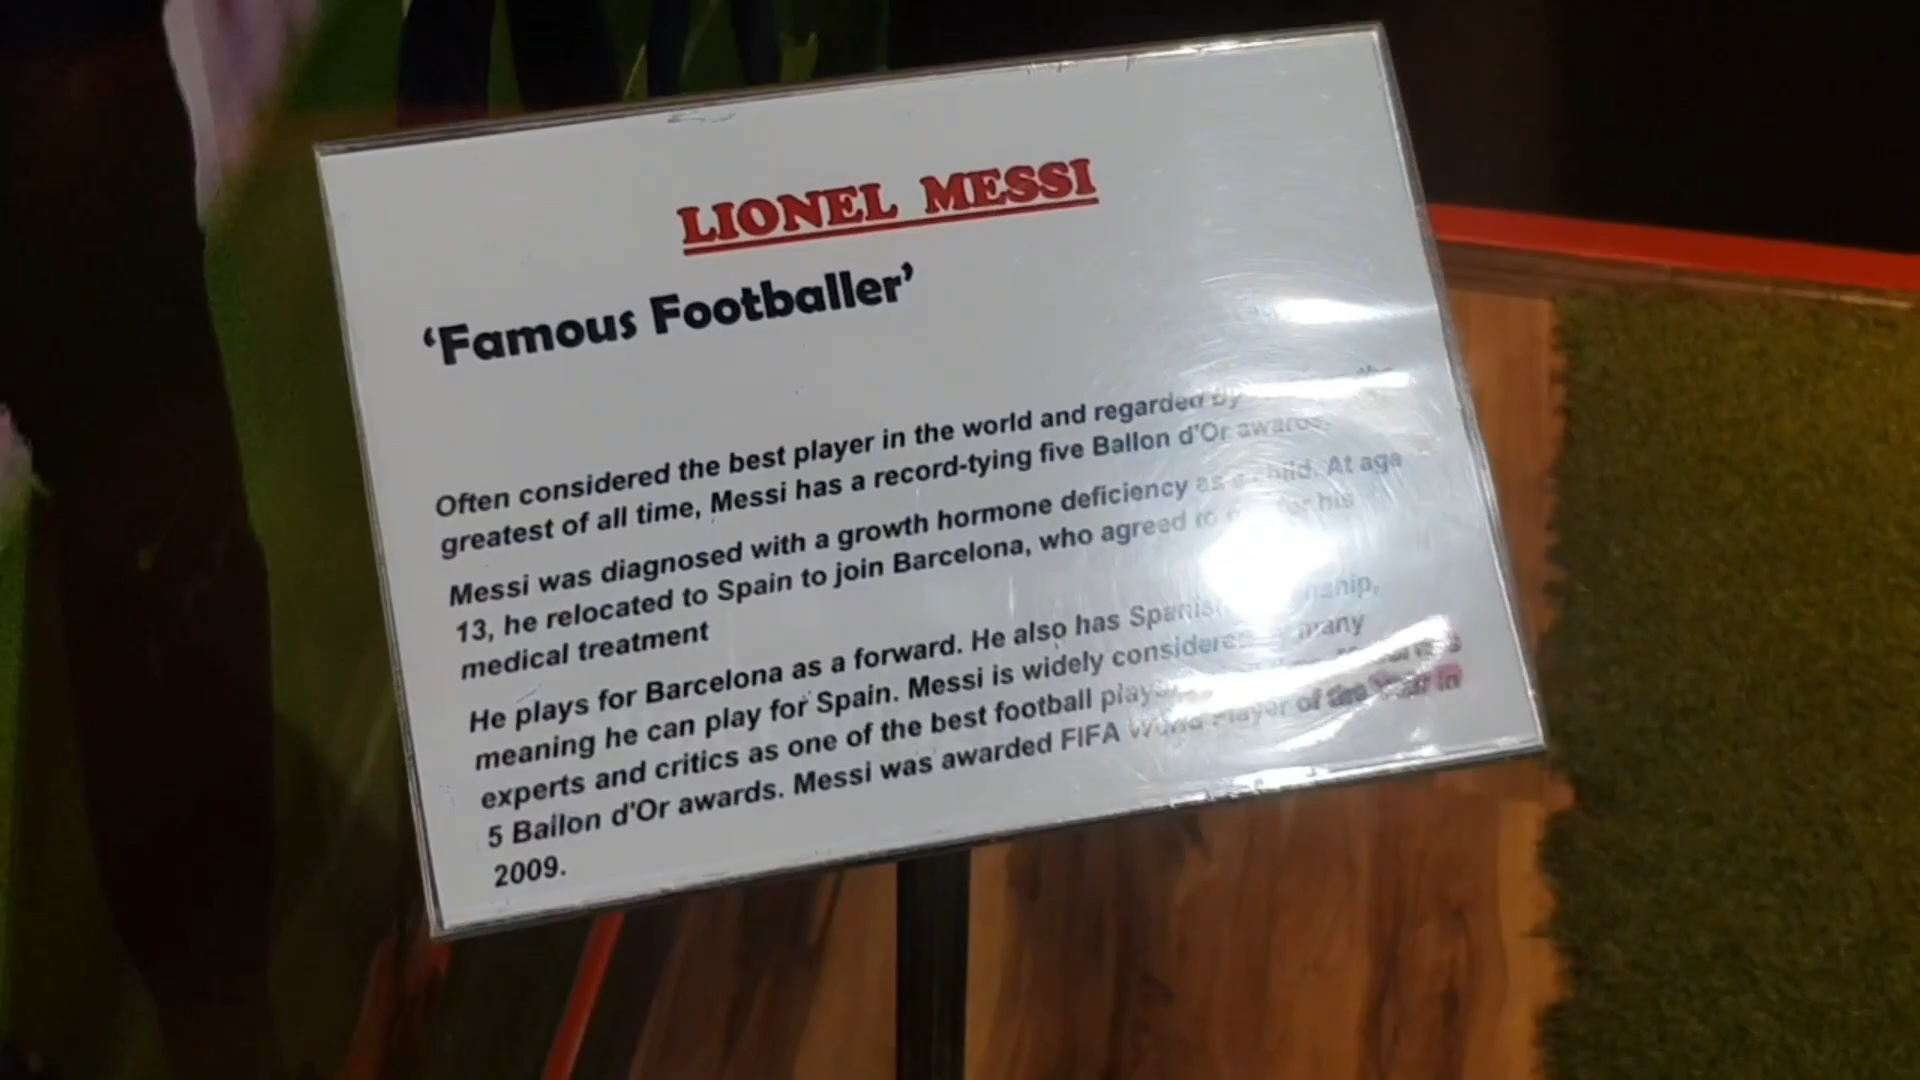 LIONEL MESSI
‘Famous Footballer’
Often considered the best player in the world and regarded by the
greatest of all time, Messi has a record-tying five Ballon d'Or awards.
Messi was diagnosed with a growth hormone deficiency as a child. At age
13, he relocated to Spain to join Barcelona, who agreed to for his
medical treatment
He plays for Barcelona as a forward. He also has Spanish
meaning he can play for Spain. Messi is widely considered by many
experts and critics as one of the best football
5 Ballon d'Or awards. Messi was awarded FIFA World Player of the Year in
2009.